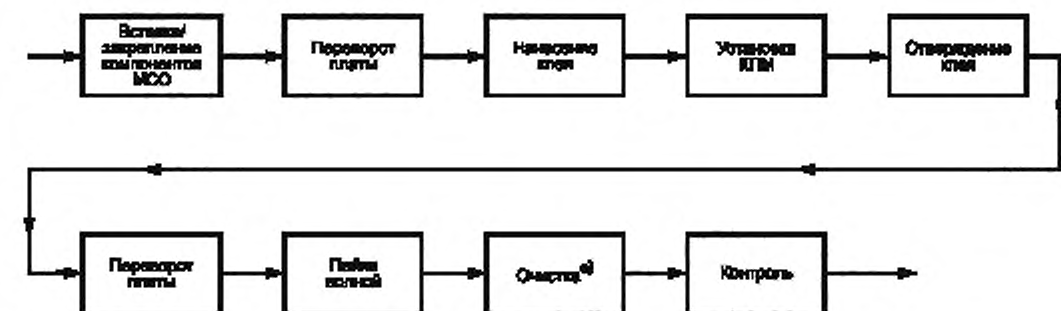 Вставка/
закрепление
компонентов
МСО
Переворот
платы
Нанесение
клея
Установка
КПМ
Отверждение
клея
Переворот
платы
Пайка
волной
Очистка а)
Контроль